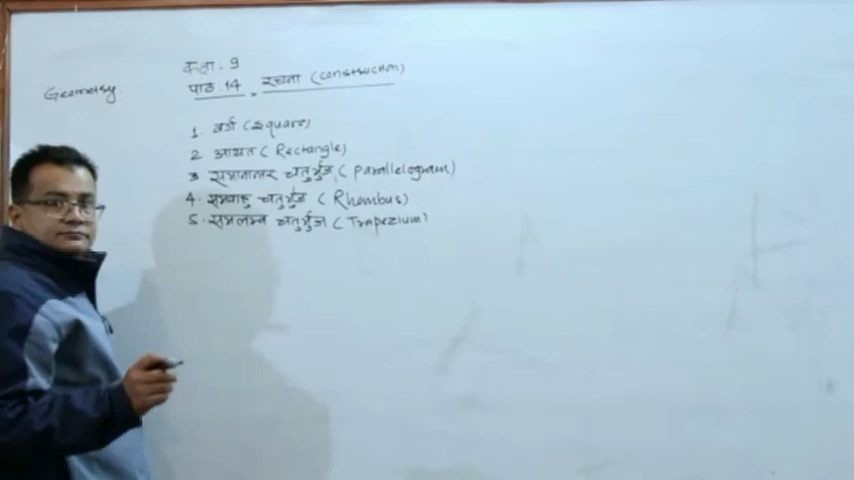 कक्षा : 9
Geometry.
पाठ : 14 रचना (construction)
1. वर्ग (square)
2 आयत (Rectangle)
3 समानान्तर चतुर्भुज (parallelogram)
4. समवाहु चतुर्भुज (Rhombus)
5. समलम्ब चतुर्भुज (Trapezium)